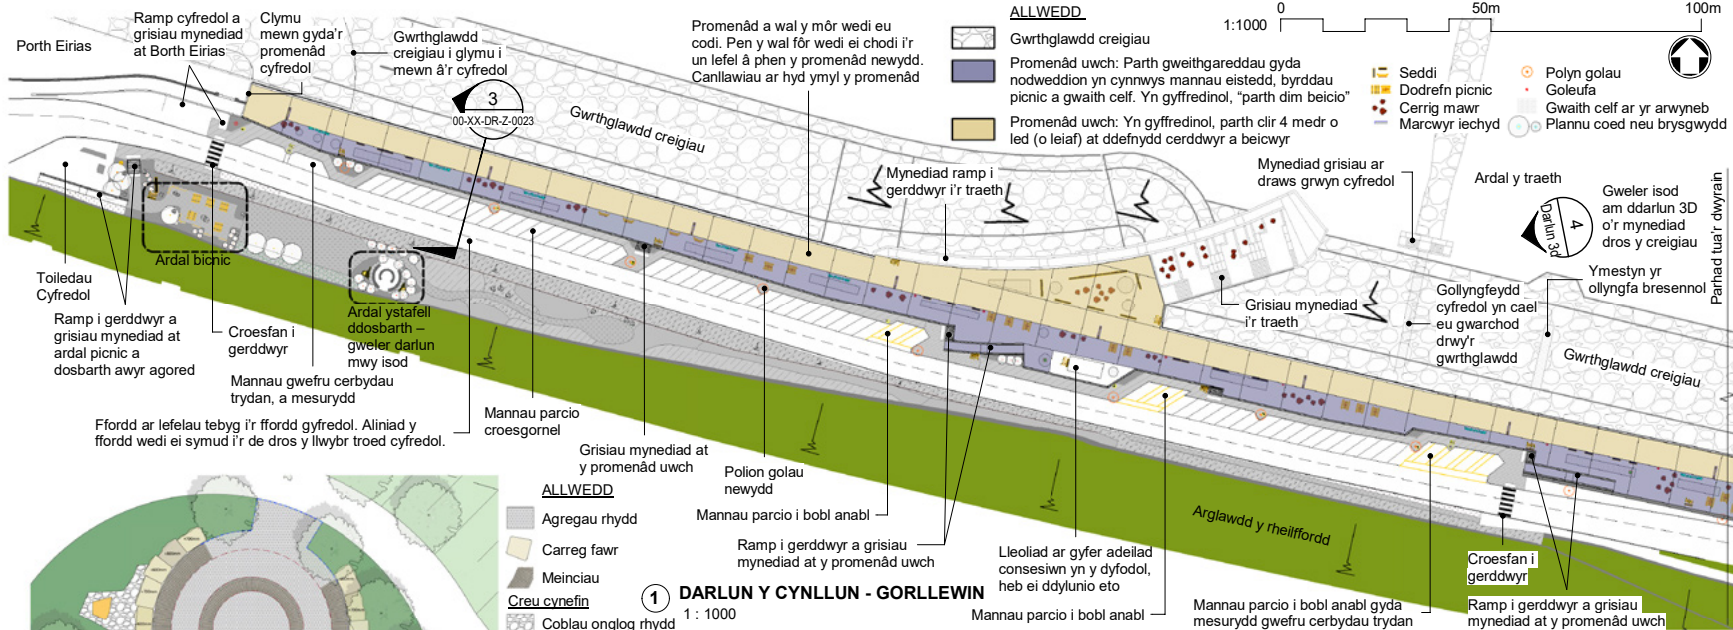 Porth Eirias
Ramp cyfredol a
grisiau mynediad
at Borth Eirias
Clymu
mewn gyda'r
promenâd
cyfredol
Gwrthglawdd
creigiau i glymu i
mewn â'r cyfredol
3
00-XX-DR-Z-0023
Gwrthglawdd creigiau
Promenâd a wal y môr wedi eu
codi. Pen y wal fôr wedi ei chodi i'r
un lefel â phen y promenâd newydd.
Canllawiau ar hyd ymyl y promenâd
ALLWEDD
Gwrthglawdd creigiau
Promenâd uwch: Parth gweithgareddau gyda
nodweddion yn cynnwys mannau eistedd, byrddau
picnic a gwaith celf. Yn gyffredinol, “parth dim beicio”
Promenâd uwch: Yn gyffredinol, parth clir 4 medr o
led (o leiaf) at ddefnydd cerddwyr a beicwyr
1:1000
0
50m
100m
Seddi
Dodrefn picnic
Cerrig mawr
Marcwyr iechyd
Polyn golau
Goleufa
Gwaith celf ar yr arwyneb
Plannu coed neu brysgwydd
Mynediad ramp i
gerddwyr i'r traeth
Mynediad grisiau ar
draws grwyn cyfredol
Ardal y traeth
4
Darlun 3d
Gweler isod
am ddarlun 3D
o'r mynediad
dros y creigiau
Parhad tua'r dwyrain
Ymestyn yr
ollyngfa bresennol
Gollyngfeydd
cyfredol yn cael
eu gwarchod
drwy'r
gwrthglawdd
Grisiau mynediad
i'r traeth
Gwrthglawdd creigiau
Toiledau
Cyfredol
Ardal bicnic
Ramp i gerddwyr a
grisiau mynediad at
ardal picnic a
dosbarth awyr agored
Croesfan i
gerddwyr
Ardal ystafell
ddosbarth –
gweler darlun
mwy isod
Mannau gwefru cerbydau
trydan, a mesurydd
Ffordd ar lefelau tebyg i'r ffordd gyfredol. Aliniad y
ffordd wedi ei symud i'r de dros y llwybr troed cyfredol.
Mannau parcio
croesgornel
Grisiau mynediad at
y promenâd uwch
Polion golau
newydd
Mannau parcio i bobl anabl
Ramp i gerddwyr a grisiau
mynediad at y promenâd uwch
Lleoliad ar gyfer adeilad
consesiwn yn y dyfodol,
heb ei ddylunio eto
Mannau parcio i bobl anabl
Arglawdd y rheilffordd
Croesfan i
gerddwyr
Mannau parcio i bobl anabl gyda
mesurydd gwefru cerbydau trydan
Ramp i gerddwyr a grisiau
mynediad at y promenâd uwch
ALLWEDD
Agregau rhydd
Carreg fawr
Meinciau
Creu cynefin
Coblau onglog rhydd
1
DARLUN Y CYNLLUN - GORLLEWIN
1 : 1000